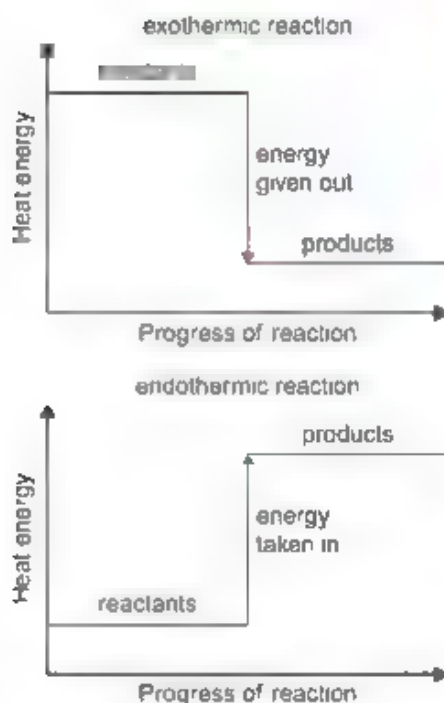 exothermic reaction
Heat energy
energy
given out
products
Progress of reaction
endothermic reaction
Heat energy
products
energy
taken in
reactants
Progress of reaction